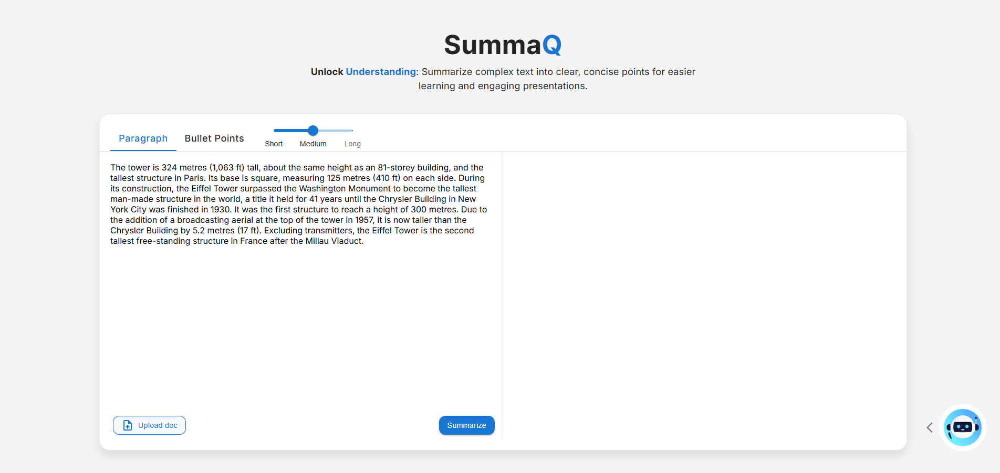 SummaQ
Unlock Understanding: Summarize complex text into clear, concise points for easier
learning and engaging presentations.
Paragraph
Bullet Points
Short
Medium
Long
The tower is 324 metres (1,063 ft) tall, about the same height as an 81-storey building, and the
tallest structure in Paris. Its base is square, measuring 125 metres (410 ft) on each side. During
its construction, the Eiffel Tower surpassed the Washington Monument to become the tallest
man-made structure in the world, a title it held for 41 years until the Chrysler Building in New
York City was finished in 1930. It was the first structure to reach a height of 300 metres. Due to
the addition of a broadcasting aerial at the top of the tower in 1957, it is now taller than the
Chrysler Building by 5.2 metres (17 ft). Excluding transmitters, the Eiffel Tower is the second
tallest free-standing structure in France after the Millau Viaduct.
Upload doc
Summarize